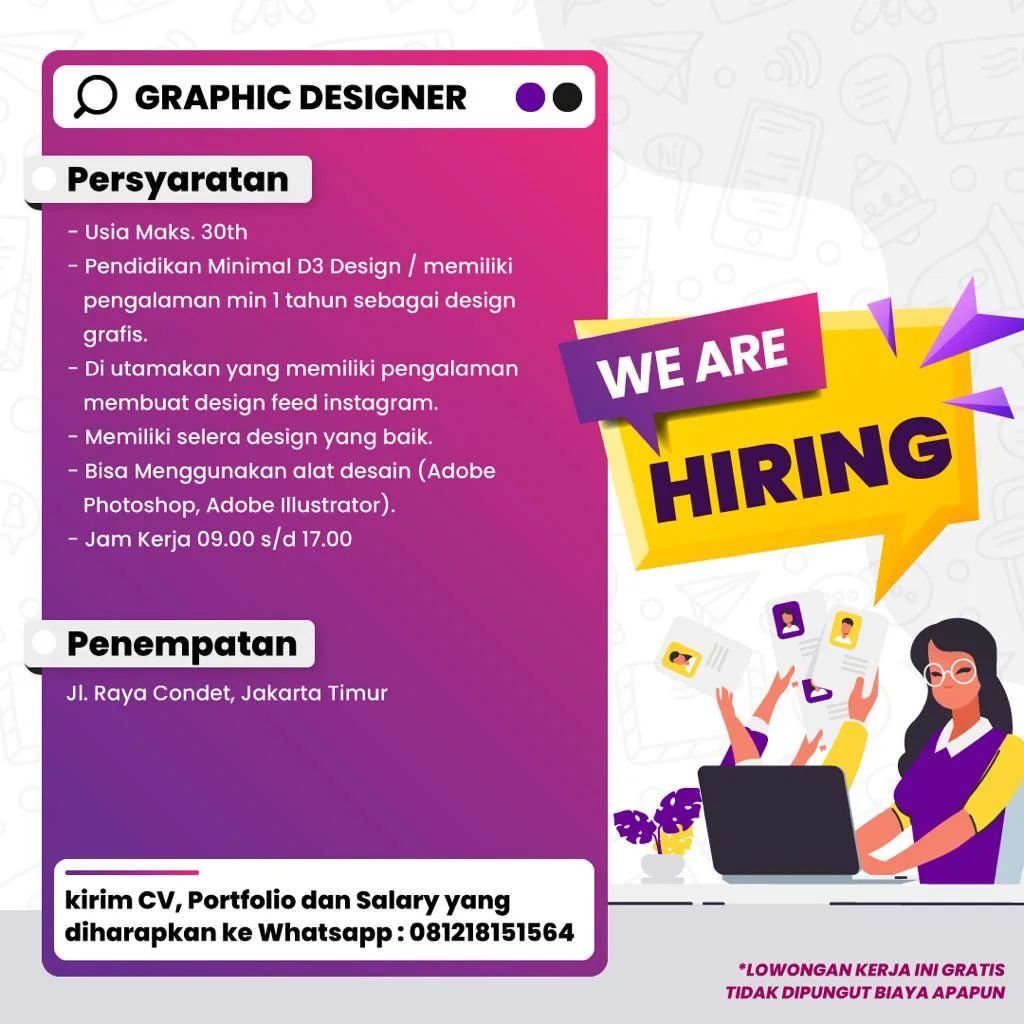 GRAPHIC DESIGNER
Persyaratan
- Usia Maks. 30th
- Pendidikan Minimal D3 Design / memiliki
pengalaman min 1 tahun sebagai design
grafis.
- Di utamakan yang memiliki pengalaman
membuat design feed instagram.
- Memiliki selera design yang baik.
- Bisa Menggunakan alat desain (Adobe
Photoshop, Adobe Illustrator).
- Jam Kerja 09.00 s/d 17.00
Penempatan
Jl. Raya Condet, Jakarta Timur
kirim CV, Portfolio dan Salary yang
diharapkan ke Whatsapp : 081218151564
hi!
WE ARE
HIRING
*LOWONGAN KERJA INI GRATIS
TIDAK DIPUNGUT BIAYA APAPUN